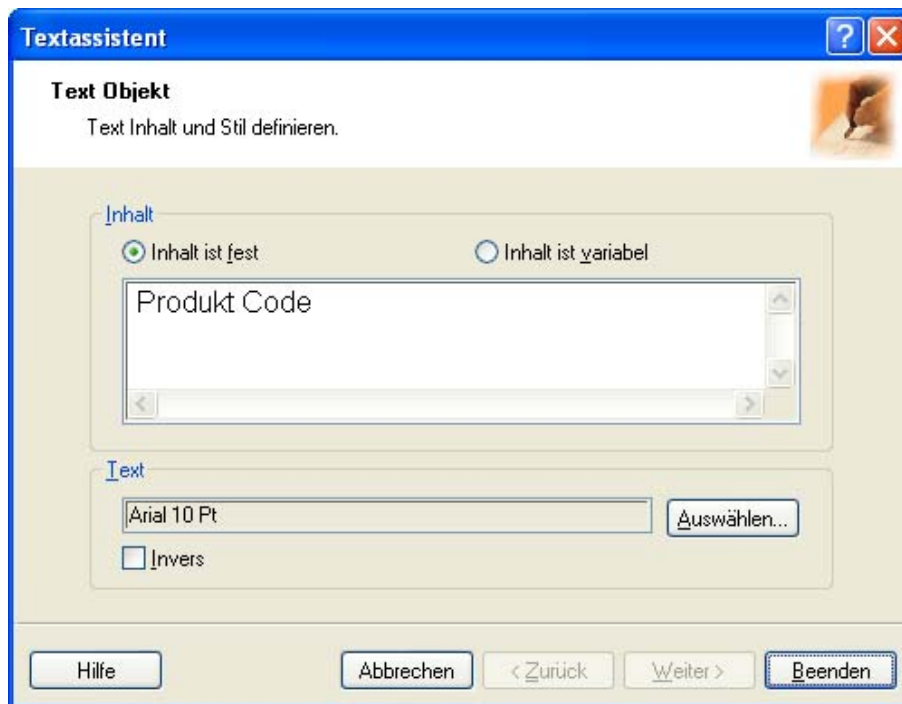 Textassistent
Text Objekt
Text Inhalt und Stil definieren.
Inhalt
Inhalt ist fest
Inhalt ist variabel
Produkt Code
Text
Arial 10 Pt
Auswählen...
Invers
Hilfe
Abbrechen
< Zurück
Weiter >
Beenden